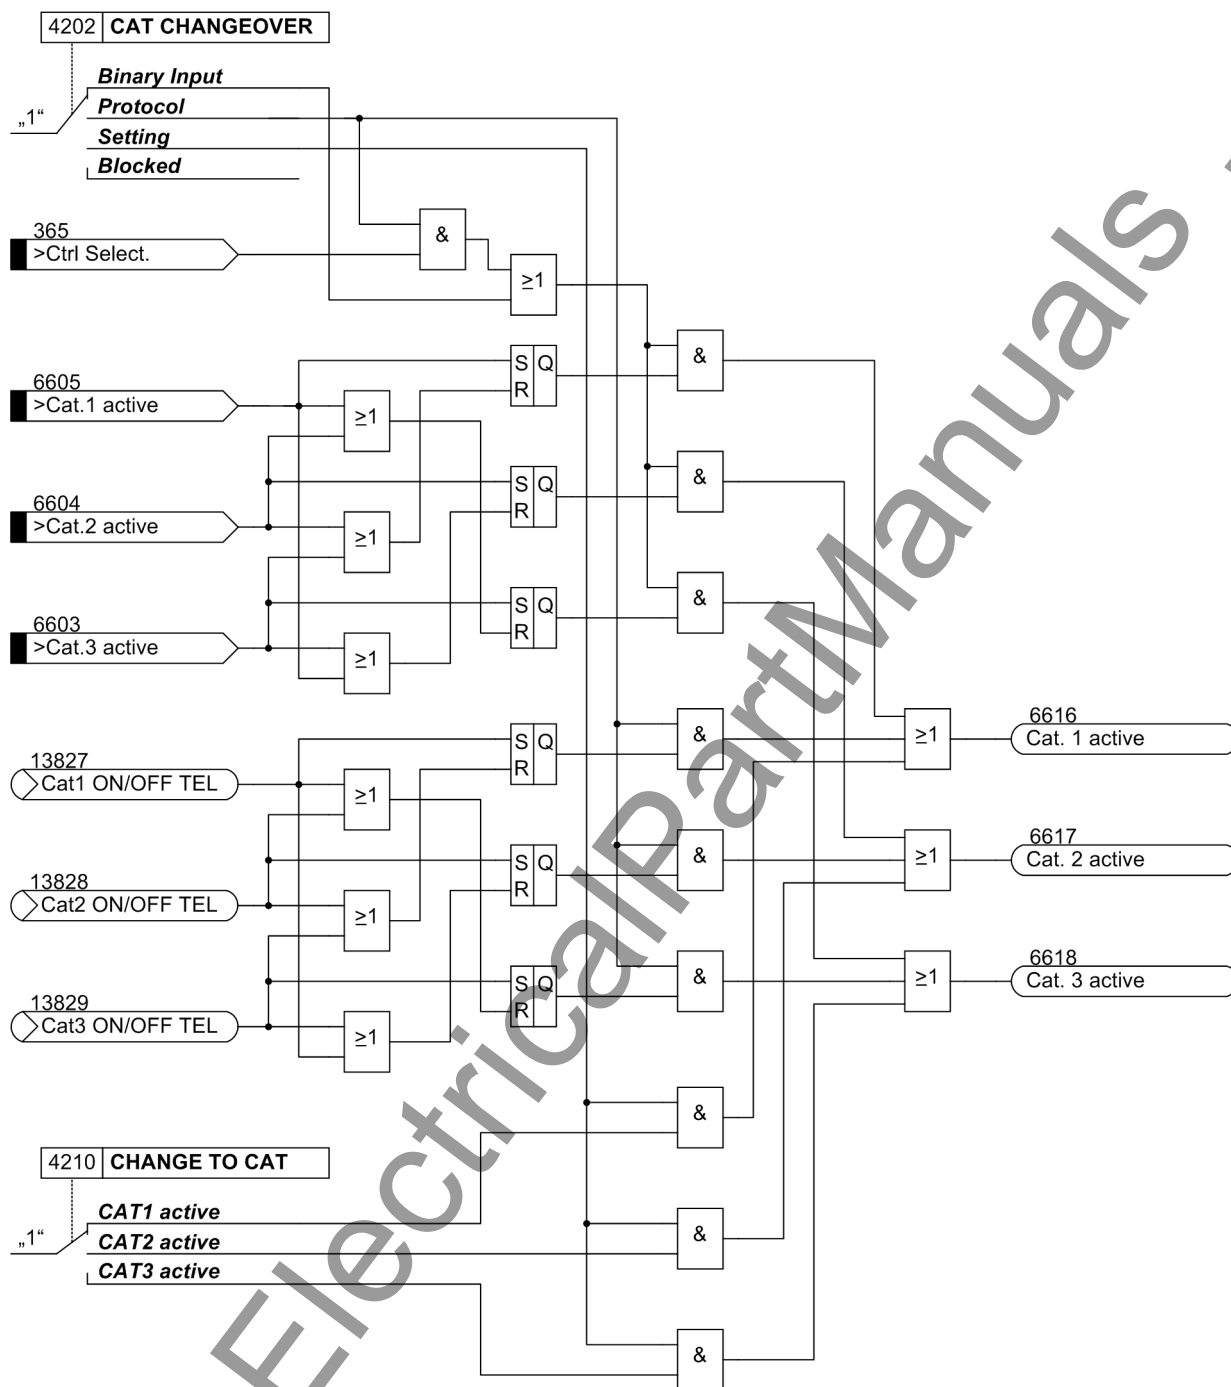 4202 CAT CHANGEOVER
Binary Input
„1“
Protocol
Setting
Blocked
365
>Ctrl Select.
&
≥1
&
S Q
R
6605
>Cat.1 active
≥1
&
S Q
R
6604
>Cat.2 active
≥1
&
S Q
R
6603
>Cat.3 active
≥1
&
S Q
R
≥1
6616
Cat. 1 active
13827
Cat1 ON/OFF TEL
≥1
&
S Q
R
≥1
6617
Cat. 2 active
13828
Cat2 ON/OFF TEL
≥1
&
S Q
R
≥1
6618
Cat. 3 active
13829
Cat3 ON/OFF TEL
≥1
&
4210 CHANGE TO CAT
CAT1 active
„1“
CAT2 active
CAT3 active
&
&
ElectricalPartManuals